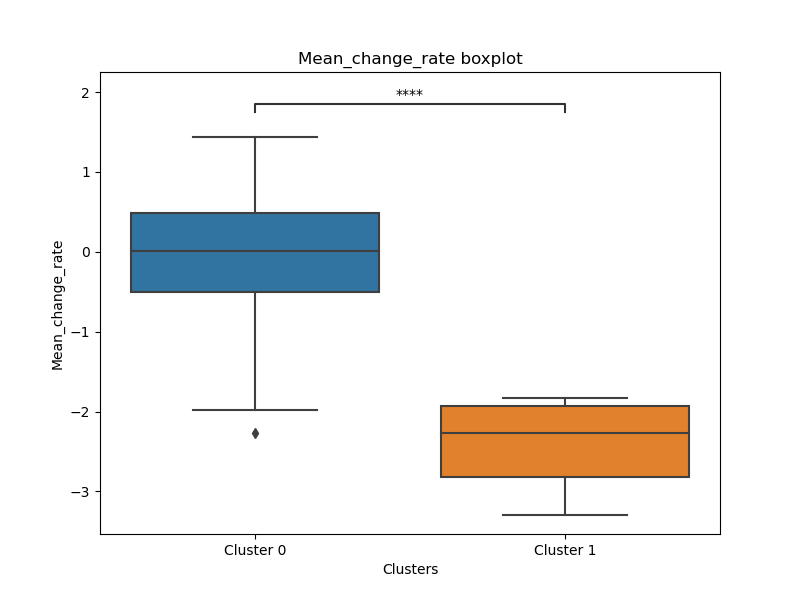 Mean_change_rate boxplot
****
2
1
0
−1
−2
−3
Mean_change_rate
Cluster 0
Cluster 1
Clusters